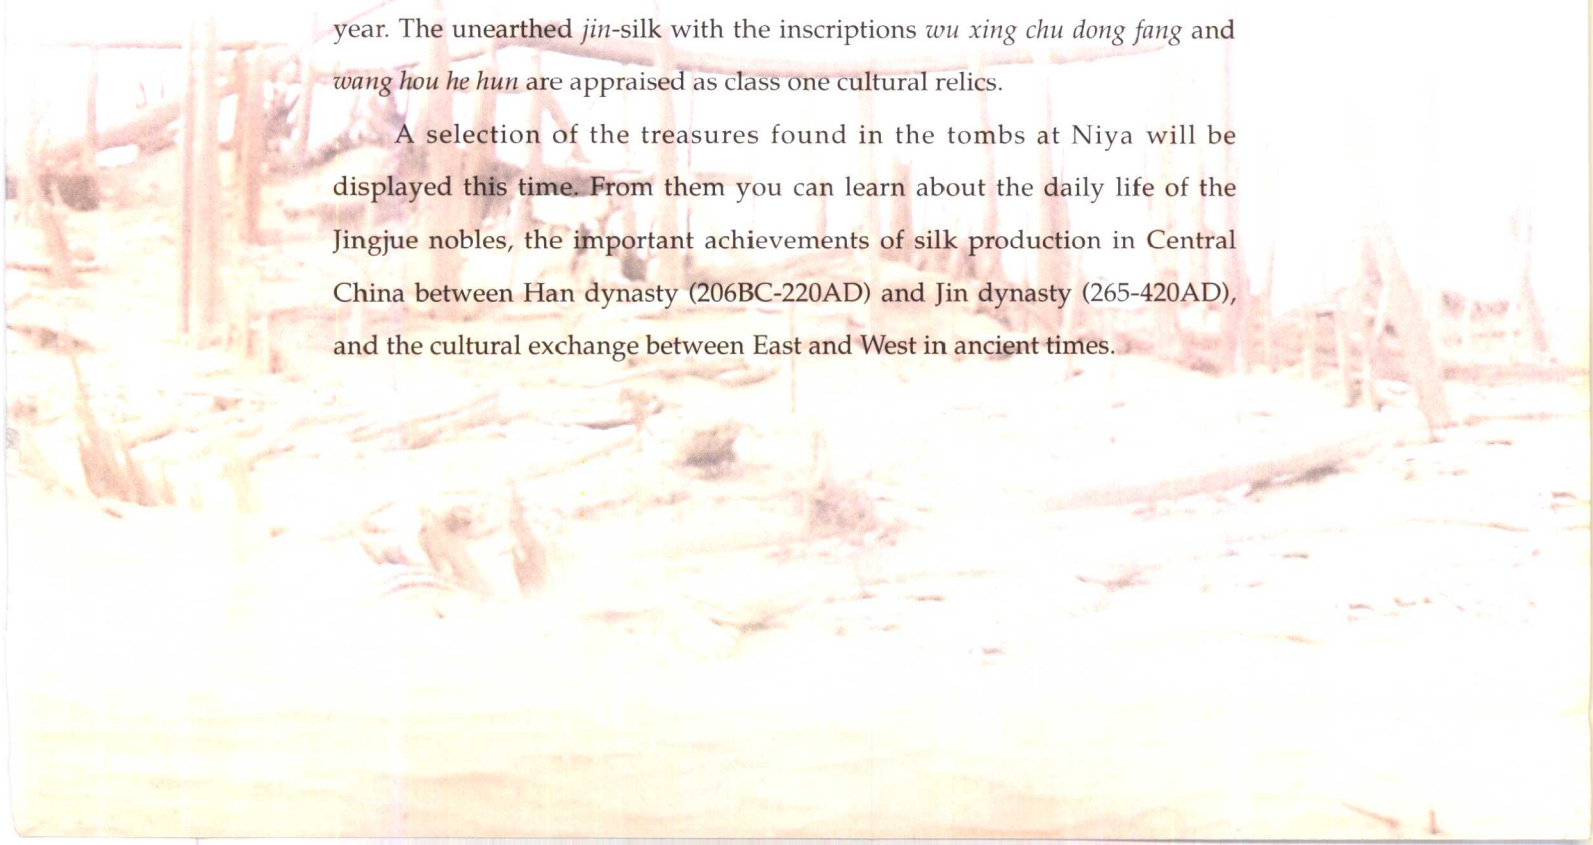 year. The unearthed jin-silk with the inscriptions wu xing chu dong fang and
wang hou he hun are appraised as class one cultural relics.
A selection of the treasures found in the tombs at Niya will be
displayed this time. From them you can learn about the daily life of the
Jingjue nobles, the important achievements of silk production in Central
China between Han dynasty (206BC-220AD) and Jin dynasty (265-420AD),
and the cultural exchange between East and West in ancient times.